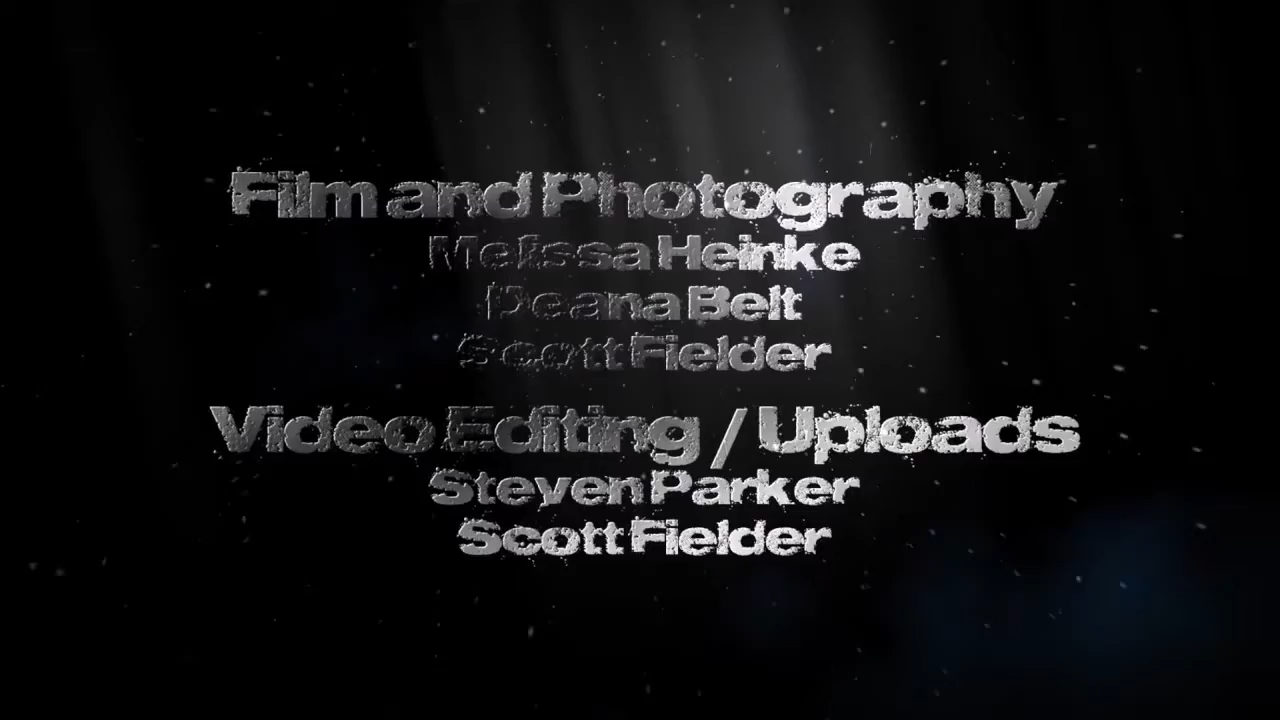 Film and Photography
Melissa Heinke
Deana Belt
Scott Fielder
Video Editing / Uploads
Steven Parker
Scott Fielder